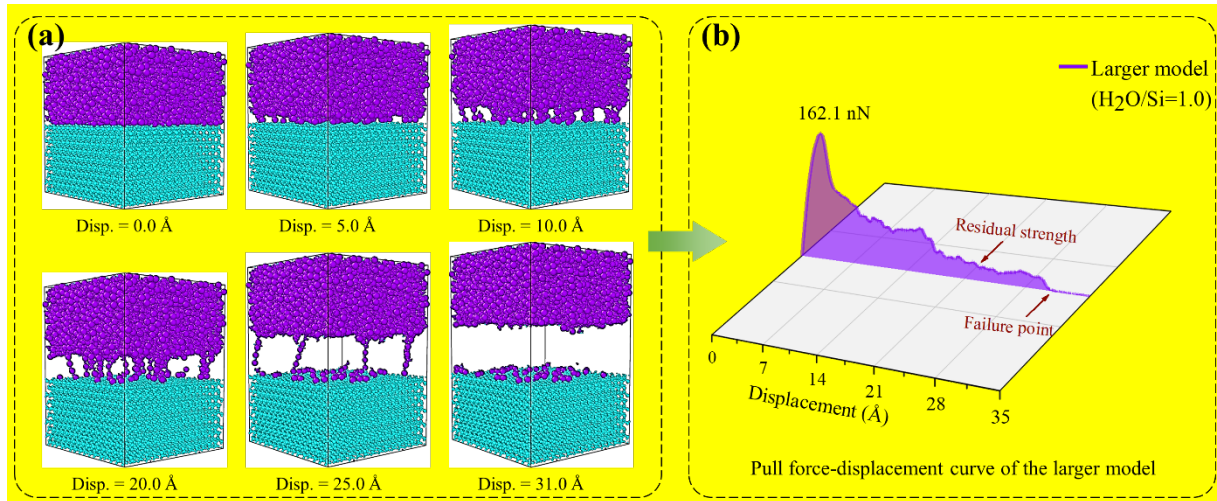 (a)
Disp. = 0.0 Å
Disp. = 5.0 Å
Disp. = 10.0 Å
Disp. = 20.0 Å
Disp. = 25.0 Å
Disp. = 31.0 Å
(b)
Larger model
(H2O/Si=1.0)
162.1 nN
Residual strength
Failure point
0
7
14
21
28
35
Displacement (Å)
Pull force-displacement curve of the larger model